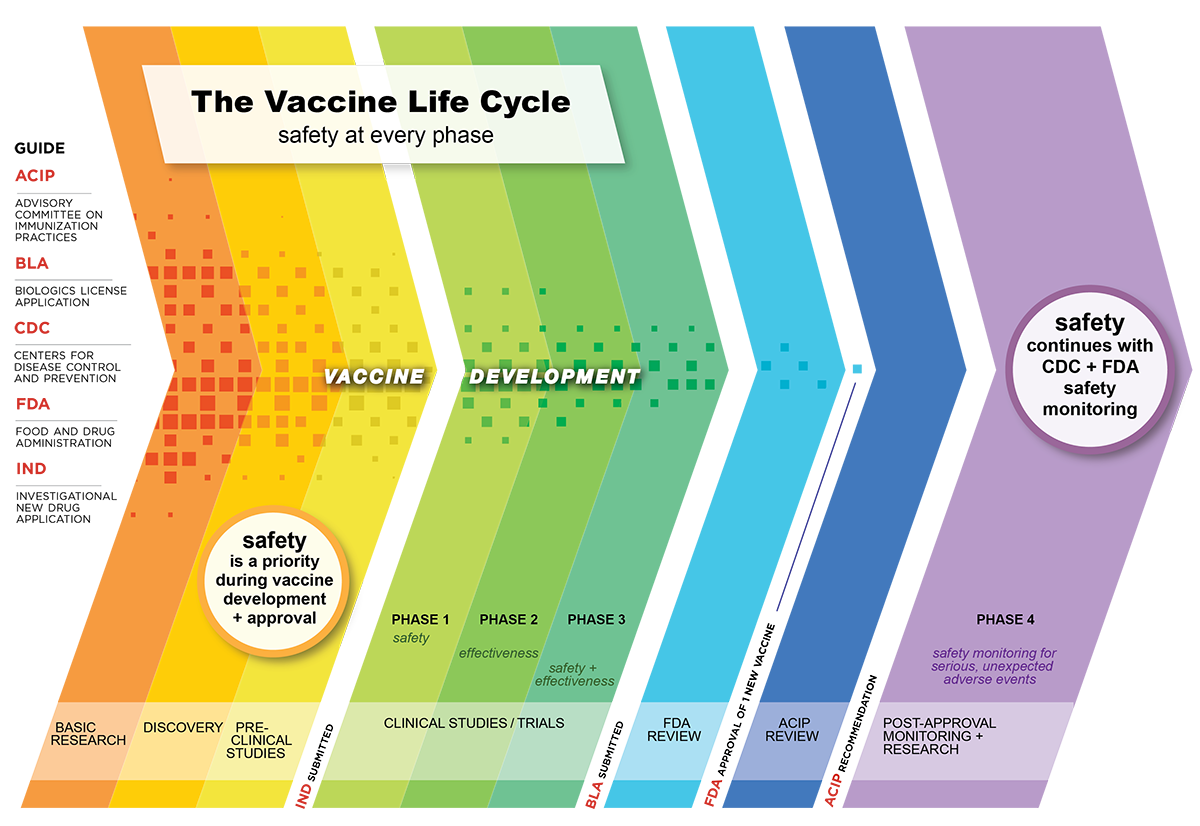 The Vaccine Life Cycle
safety at every phase
GUIDE
ACIP
ADVISORY
COMMITTEE ON
IMMUNIZATION
PRACTICES
BLA
BIOLOGICS LICENSE
APPLICATION
CDC
CENTERS FOR
DISEASE CONTROL
AND PREVENTION
FDA
FOOD AND DRUG
ADMINISTRATION
IND
INVESTIGATIONAL
NEW DRUG
APPLICATION
VACCINE DEVELOPMENT
safety
continues with
CDC + FDA
safety
monitoring
safety
is a priority
during vaccine
development
+ approval
PHASE 1
safety
PHASE 2
effectiveness
PHASE 3
safety +
effectiveness
PHASE 4
safety monitoring for
serious, unexpected
adverse events
BASIC
RESEARCH
DISCOVERY
PRE-
CLINICAL
STUDIES
IND SUBMITTED
CLINICAL STUDIES / TRIALS
BLA SUBMITTED
FDA
REVIEW
FDA APPROVAL OF 1 NEW VACCINE
ACIP
REVIEW
ACIP RECOMMENDATION
POST-APPROVAL
MONITORING +
RESEARCH